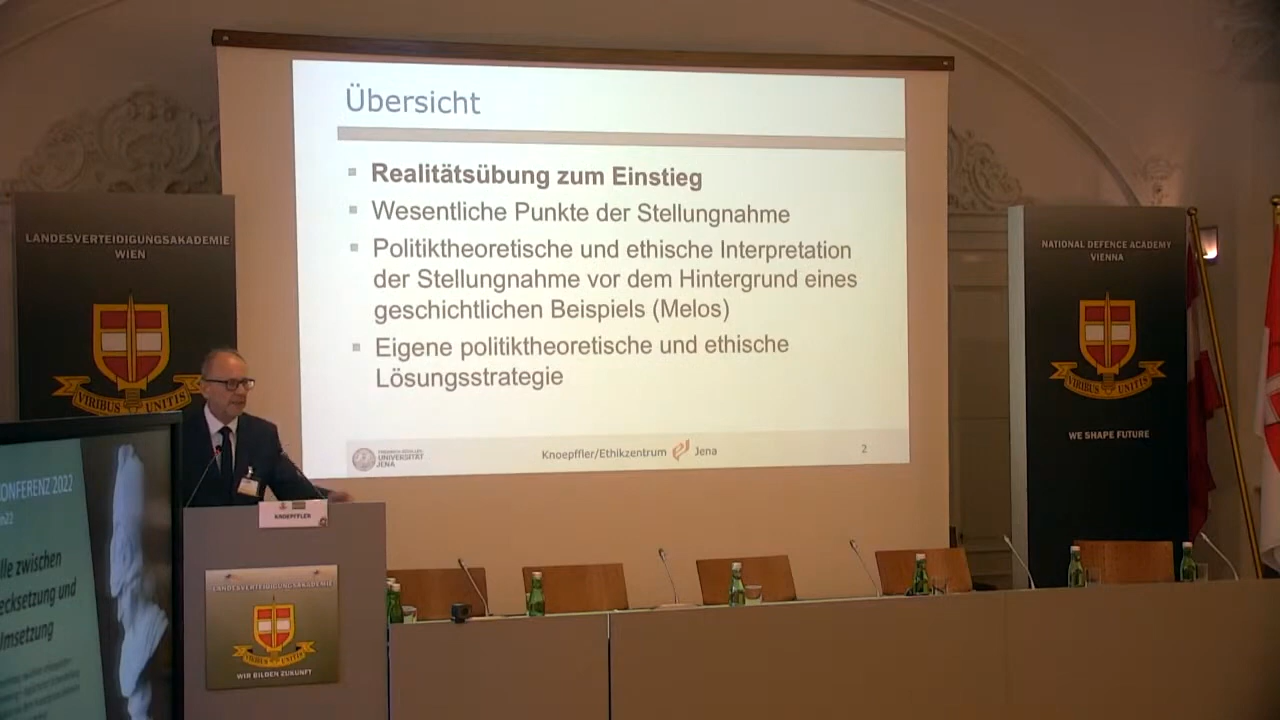 Übersicht
Realitätsübung zum Einstieg
Wesentliche Punkte der Stellungnahme
Politiktheoretische und ethische Interpretation
der Stellungnahme vor dem Hintergrund eines
geschichtlichen Beispiels (Melos)
Eigene politiktheoretische und ethische
Lösungsstrategie
UNIVERSITÄT
JENA
Knoepffler/Ethikzentrum
Jena
2
LANDESVERTEIDIGUNGSAKADEMIE
WIEN
VIRIBUS UNITIS
NATIONAL DEFENCE ACADEMY
VIENNA
VIRIBUS UNITIS
WE SHAPE FUTURE
KNOEPFFLER
LANDESVERTEIDIGUNGSAKADEMIE
VIRIBUS UNITIS
WIR BILDEN ZUKUNFT
ONFERENZ 2022
lle zwischen
ecksetzung und
msetzung